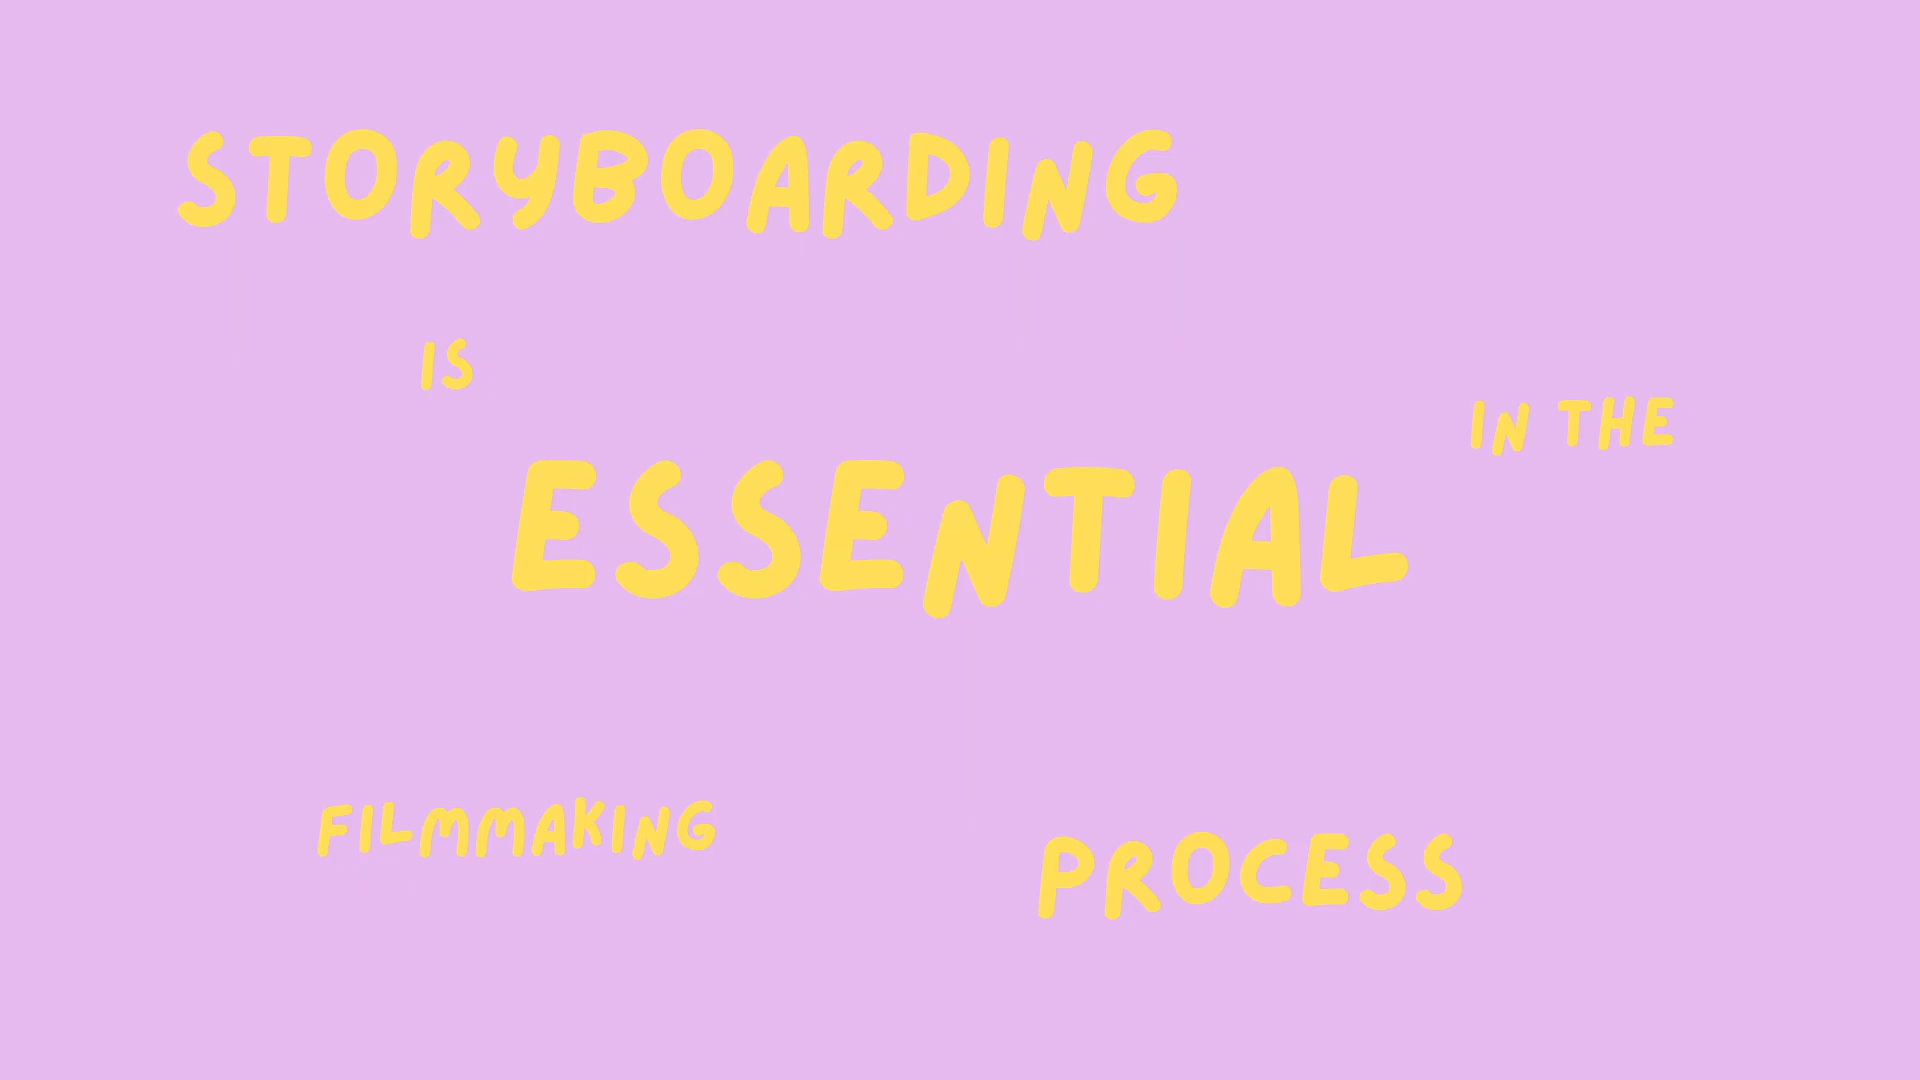 STORYBOARDING
IS
ESSENTIAL
IN THE
FILMMAKING
PROCESS